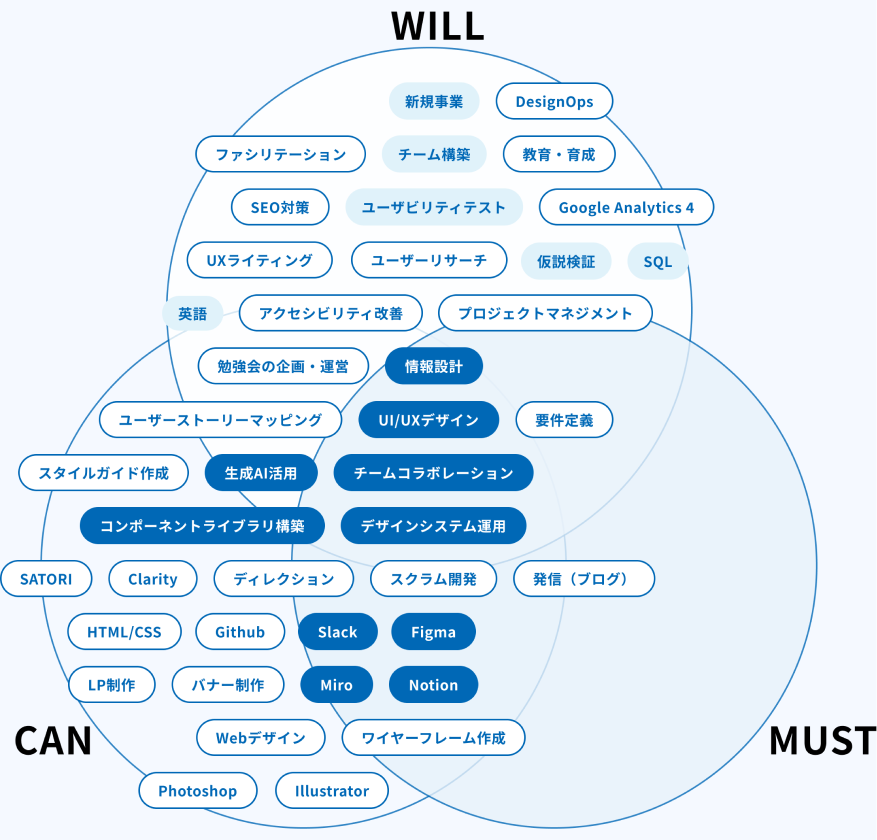 WILL
新規事業 DesignOps
ファシリテーション チーム構築 教育・育成
SEO対策 ユーザビリティテスト Google Analytics 4
UXライティング ユーザーリサーチ 仮説検証 SQL
英語 アクセシビリティ改善 プロジェクトマネジメント
勉強会の企画・運営 情報設計
ユーザーストーリーマッピング UI/UXデザイン 要件定義
スタイルガイド作成 生成AI活用 チームコラボレーション
コンポーネントライブラリ構築 デザインシステム運用
SATORI Clarity ディレクション スクラム開発 発信（ブログ）
HTML/CSS Github Slack Figma
LP制作 バナー制作 Miro Notion
CAN Webデザイン ワイヤーフレーム作成 MUST
Photoshop Illustrator